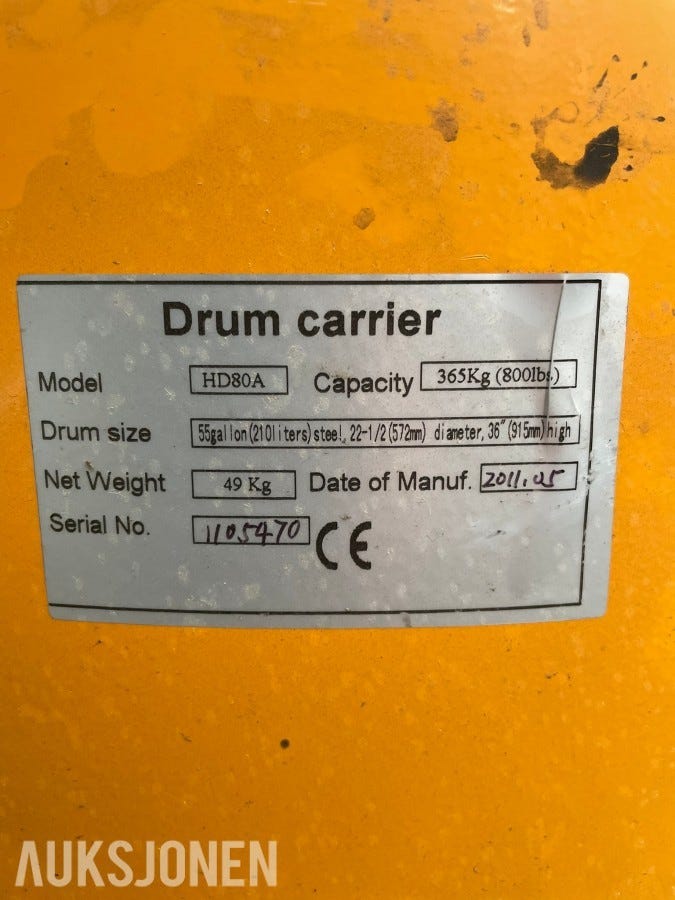 Drum carrier
Model HD80A Capacity 365Kg (800lbs)
Drum size 55gallon(210liters)steel, 22-1/2(572mm) diameter, 36"(915mm)high
Net Weight 49 Kg Date of Manuf. 2011.05
Serial No. 1105470 CE
AUKSJONEN